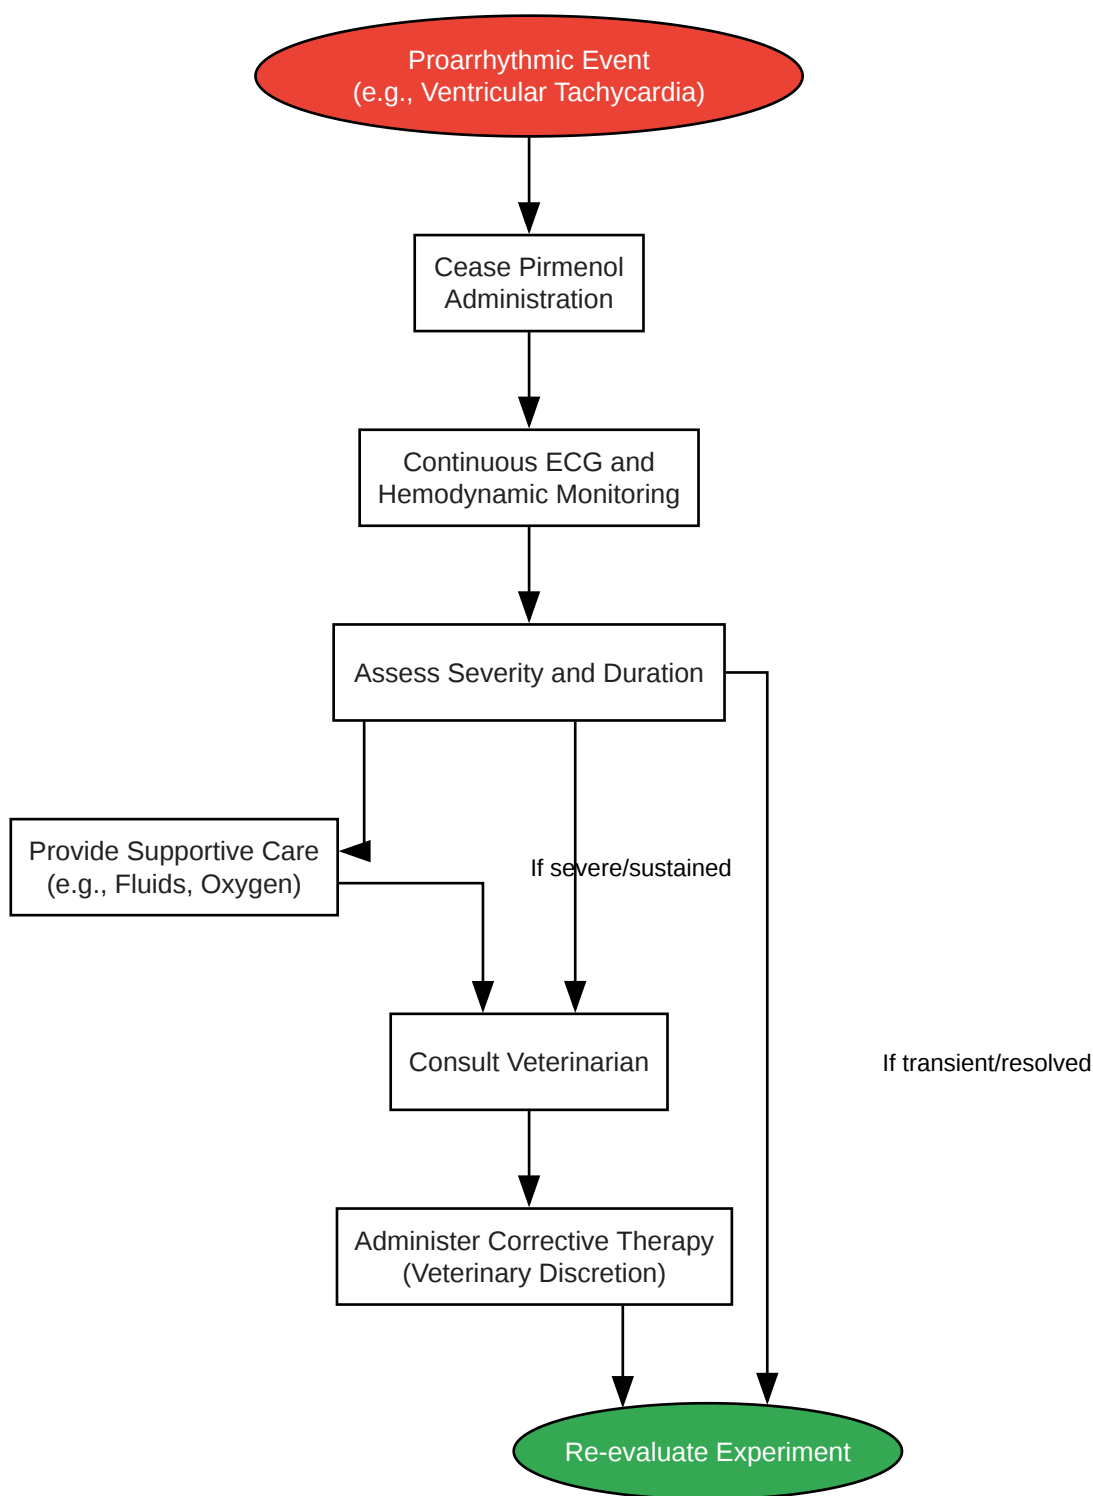 Proarrhythmic Event
(e.g., Ventricular Tachycardia)
Cease Pirmenol
Administration
Continuous ECG and
Hemodynamic Monitoring
Assess Severity and Duration
Provide Supportive Care
(e.g., Fluids, Oxygen)
If severe/sustained
Consult Veterinarian
If transient/resolved
Administer Corrective Therapy
(Veterinary Discretion)
Re-evaluate Experiment